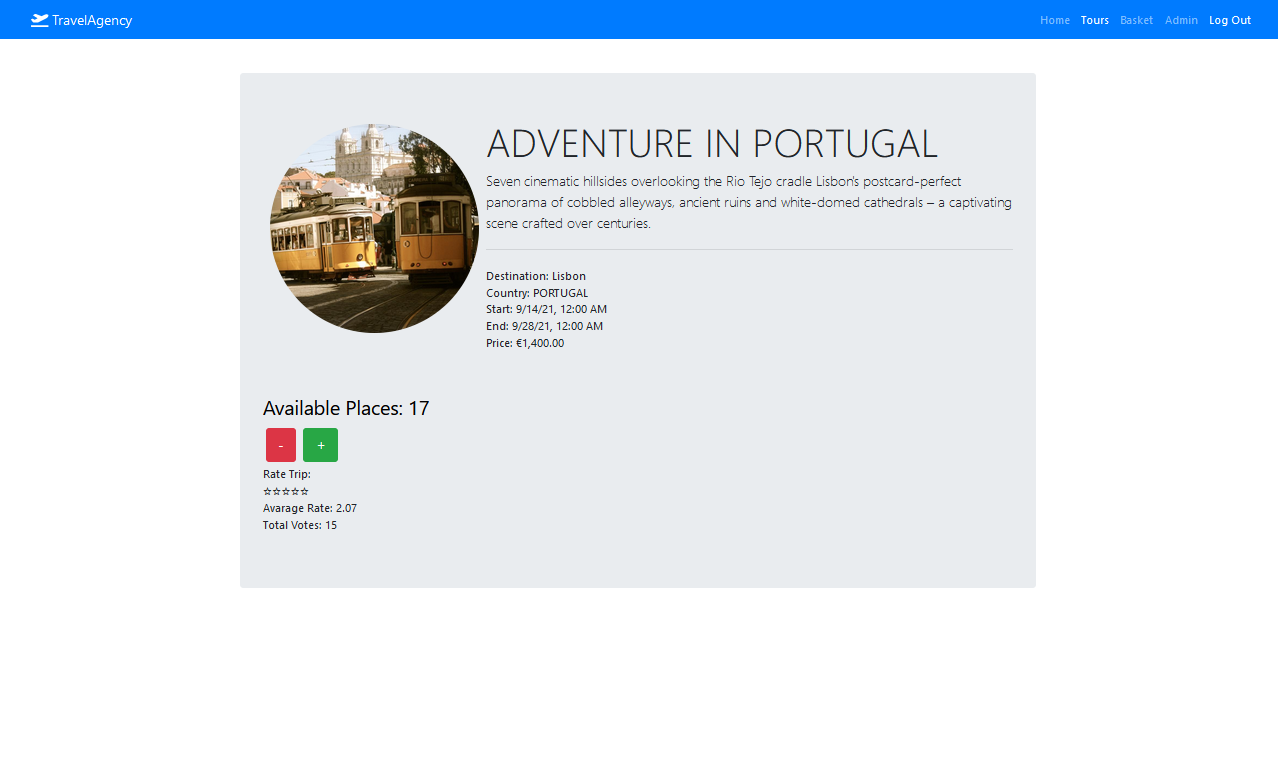 TravelAgency
Home Tours Basket Admin Log Out
ADVENTURE IN PORTUGAL
Seven cinematic hillsides overlooking the Rio Tejo cradle Lisbon's postcard-perfect
panorama of cobbled alleyways, ancient ruins and white-domed cathedrals – a captivating
scene crafted over centuries.
Destination: Lisbon
Country: PORTUGAL
Start: 9/14/21, 12:00 AM
End: 9/28/21, 12:00 AM
Price: €1,400.00
Available Places: 17
- +
Rate Trip:
☆☆☆☆☆
Avarage Rate: 2.07
Total Votes: 15